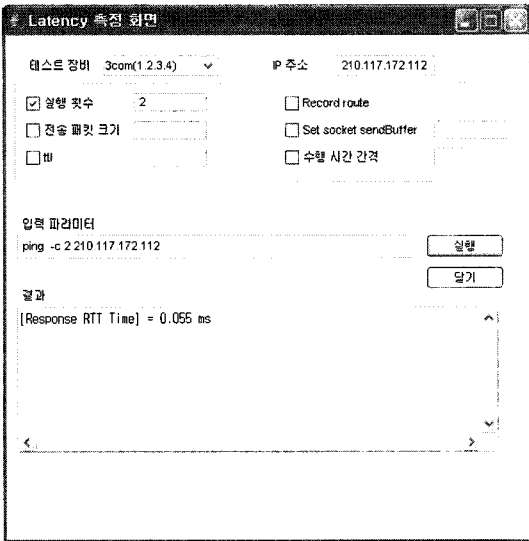 Latency 측정 화면
테스트 장비 3com(1.2.3.4) IP 주소 210.117.172.112
실행 횟수 2 Record route
전송 패킷 크기 Set socket sendBuffer
ttl 수행 시간 간격
입력 파라미터
ping -c 2 210.117.172.112 실행
닫기
결과
[Response RTT Time] = 0.055 ms